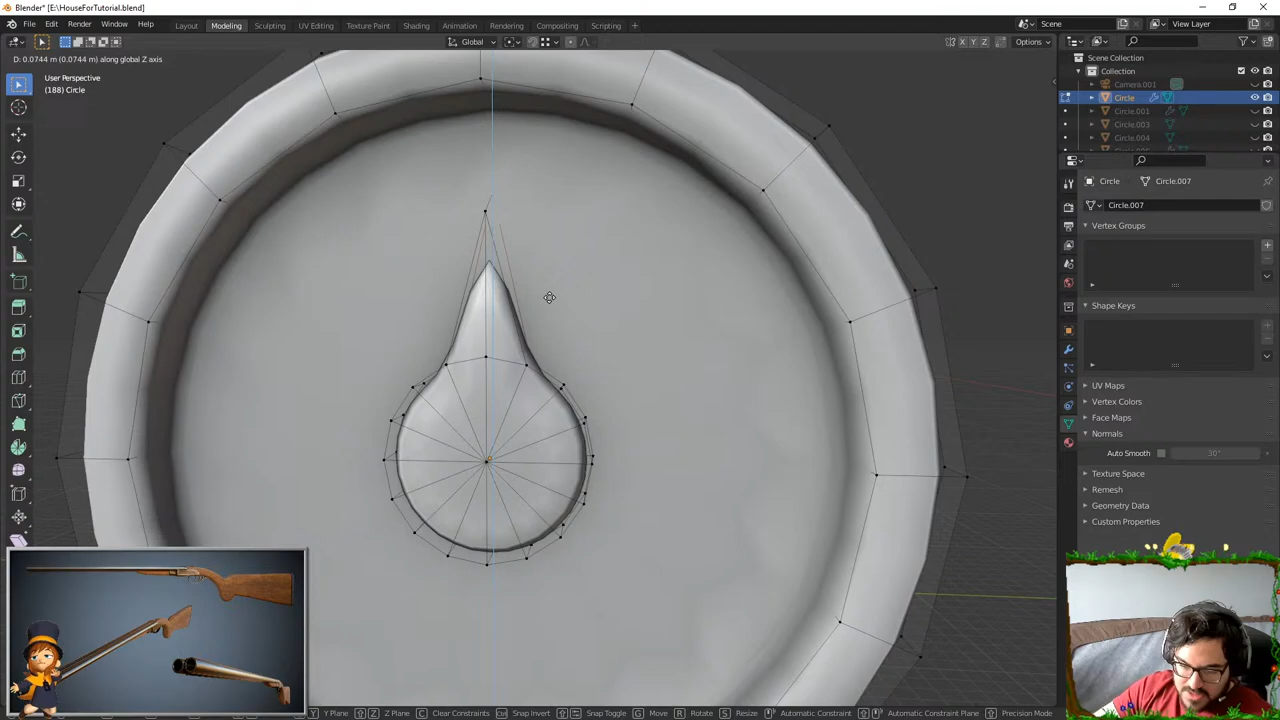 Blender* [E:\HouseForTutorial.blend]
File Edit Render Window Help Layout Modeling Sculpting UV Editing Texture Paint Shading Animation Rendering Compositing Scripting + Scene View Layer
Global X Y Z Options
D: 0.0744 m (0.0744 m) along global Z axis
User Perspective
(188) Circle
Scene Collection
Collection
Camera.001
Circle
Circle.001
Circle.003
Circle.004
Circle Circle.007
Circle.007
Vertex Groups
Shape Keys
UV Maps
Vertex Colors
Face Maps
Normals
Auto Smooth 30°
Texture Space
Remesh
Geometry Data
Custom Properties
Y Plane Z Z Plane C Clear Constraints Snap Invert Snap Toggle G Move R Rotate S Resize Automatic Constraint Automatic Constraint Plane Precision Mode